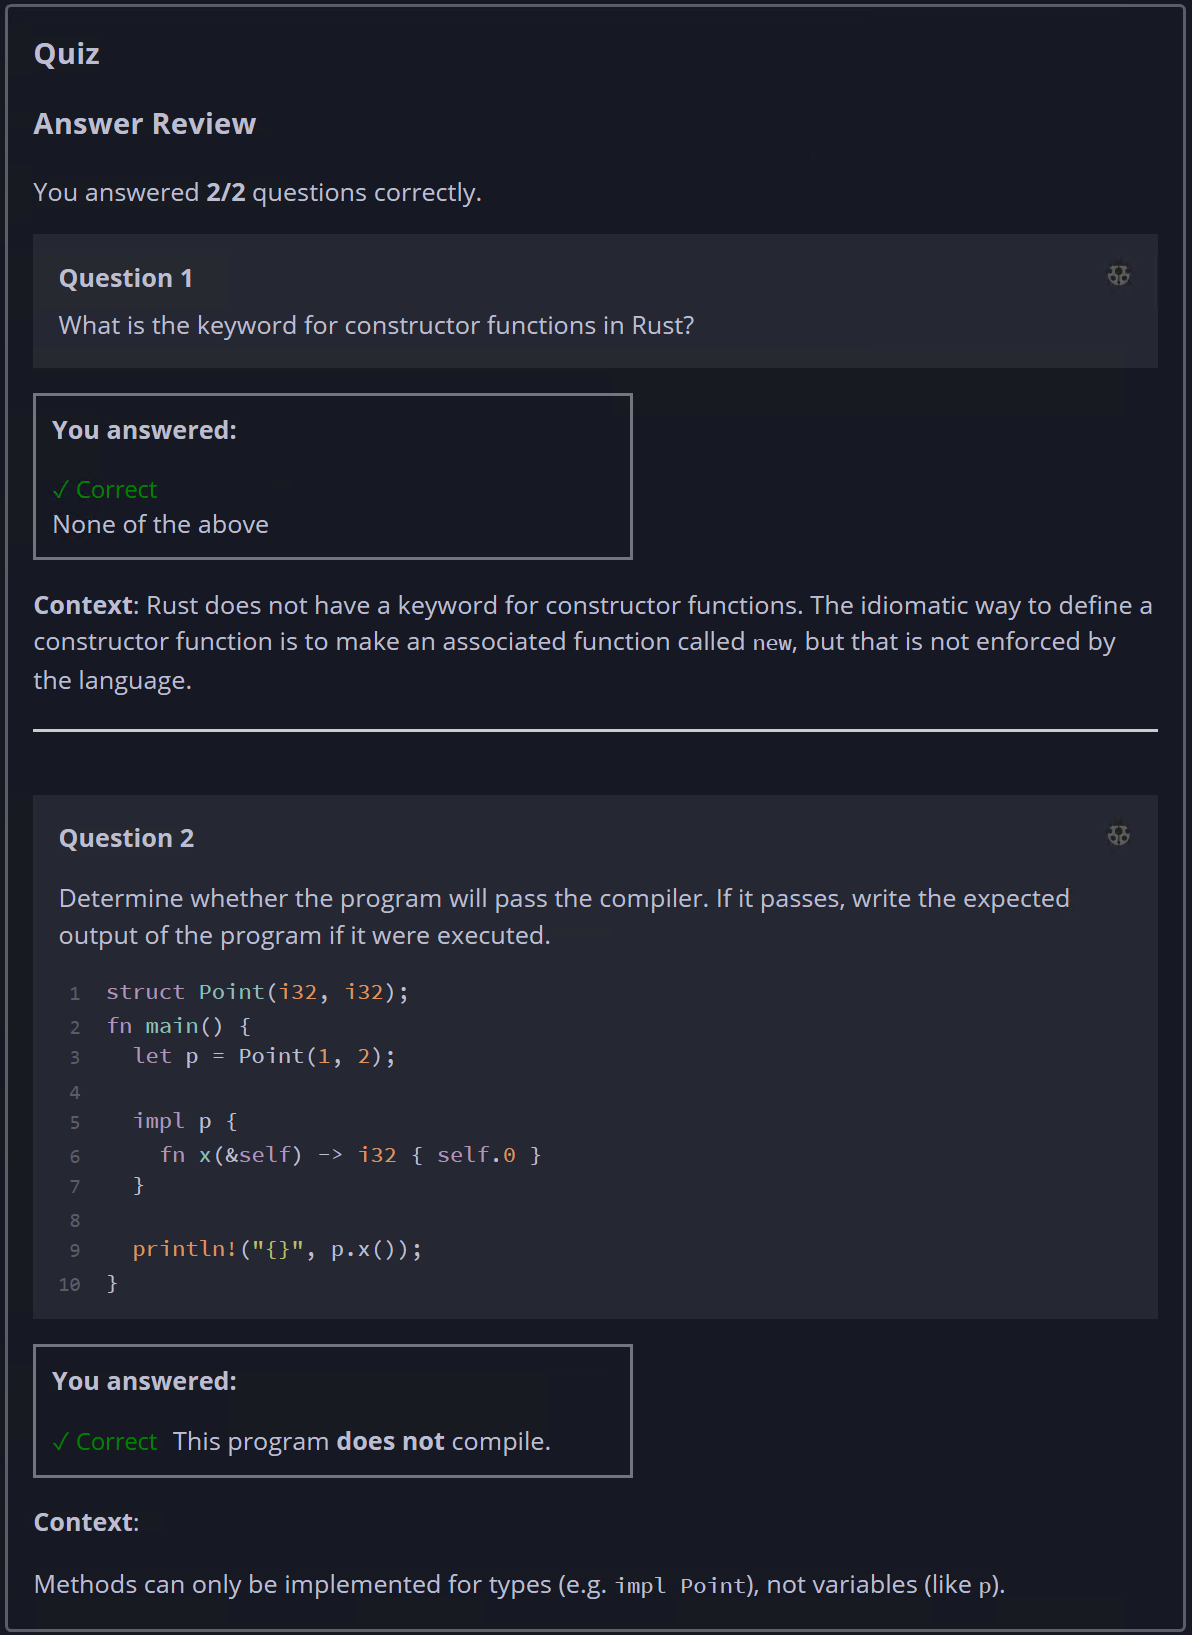 Quiz
Answer Review
You answered 2/2 questions correctly.
Question 1
What is the keyword for constructor functions in Rust?
You answered:
✓ Correct
None of the above
Context: Rust does not have a keyword for constructor functions. The idiomatic way to define a
constructor function is to make an associated function called new, but that is not enforced by
the language.
Question 2
Determine whether the program will pass the compiler. If it passes, write the expected
output of the program if it were executed.
1 struct Point(i32, i32);
2 fn main() {
3   let p = Point(1, 2);
4
5   impl p {
6     fn x(&self) -> i32 { self.0 }
7   }
8
9   println!("{}", p.x());
10 }
You answered:
✓ Correct This program does not compile.
Context:
Methods can only be implemented for types (e.g. impl Point), not variables (like p).